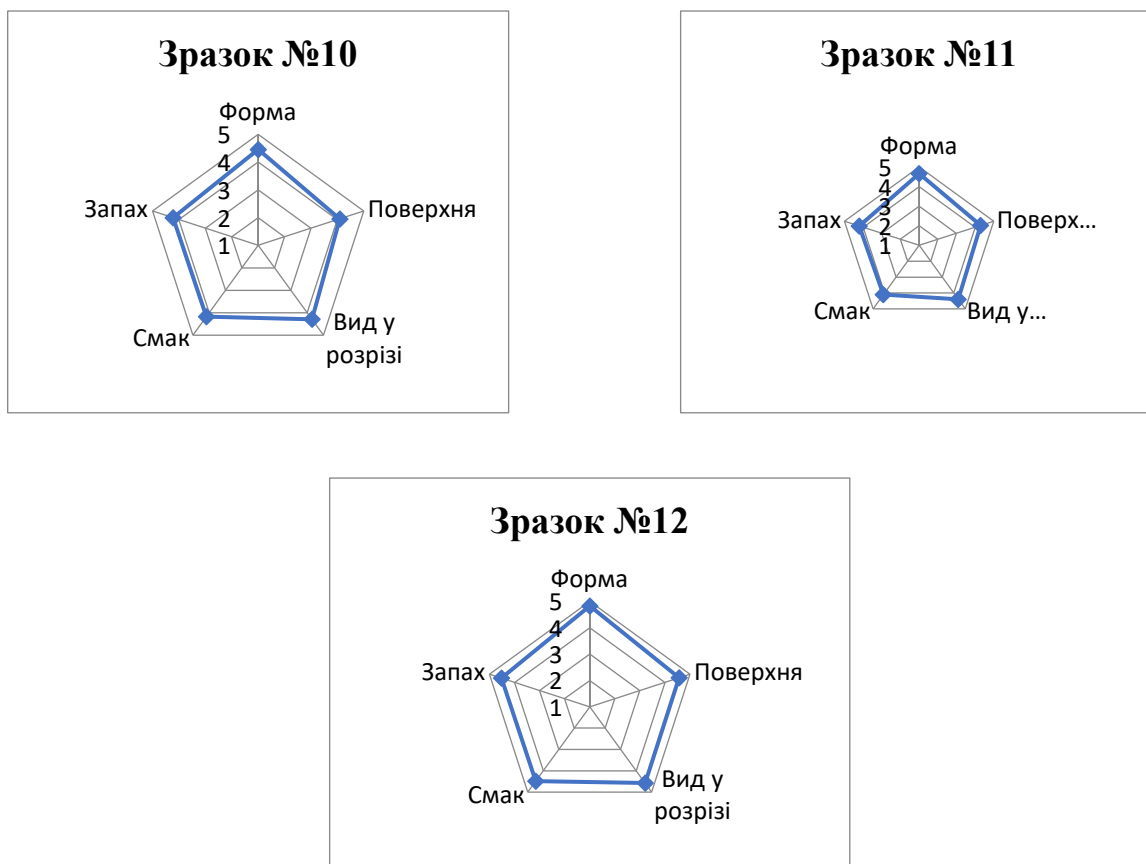 Зразок №10
Форма
5
4
3
2
1
Запах
Поверхня
Смак
Вид у
розрізі
Зразок №11
Форма
5
4
3
2
1
Запах
Поверх...
Смак
Вид у...
Зразок №12
Форма
5
4
3
2
1
Запах
Поверхня
Смак
Вид у
розрізі